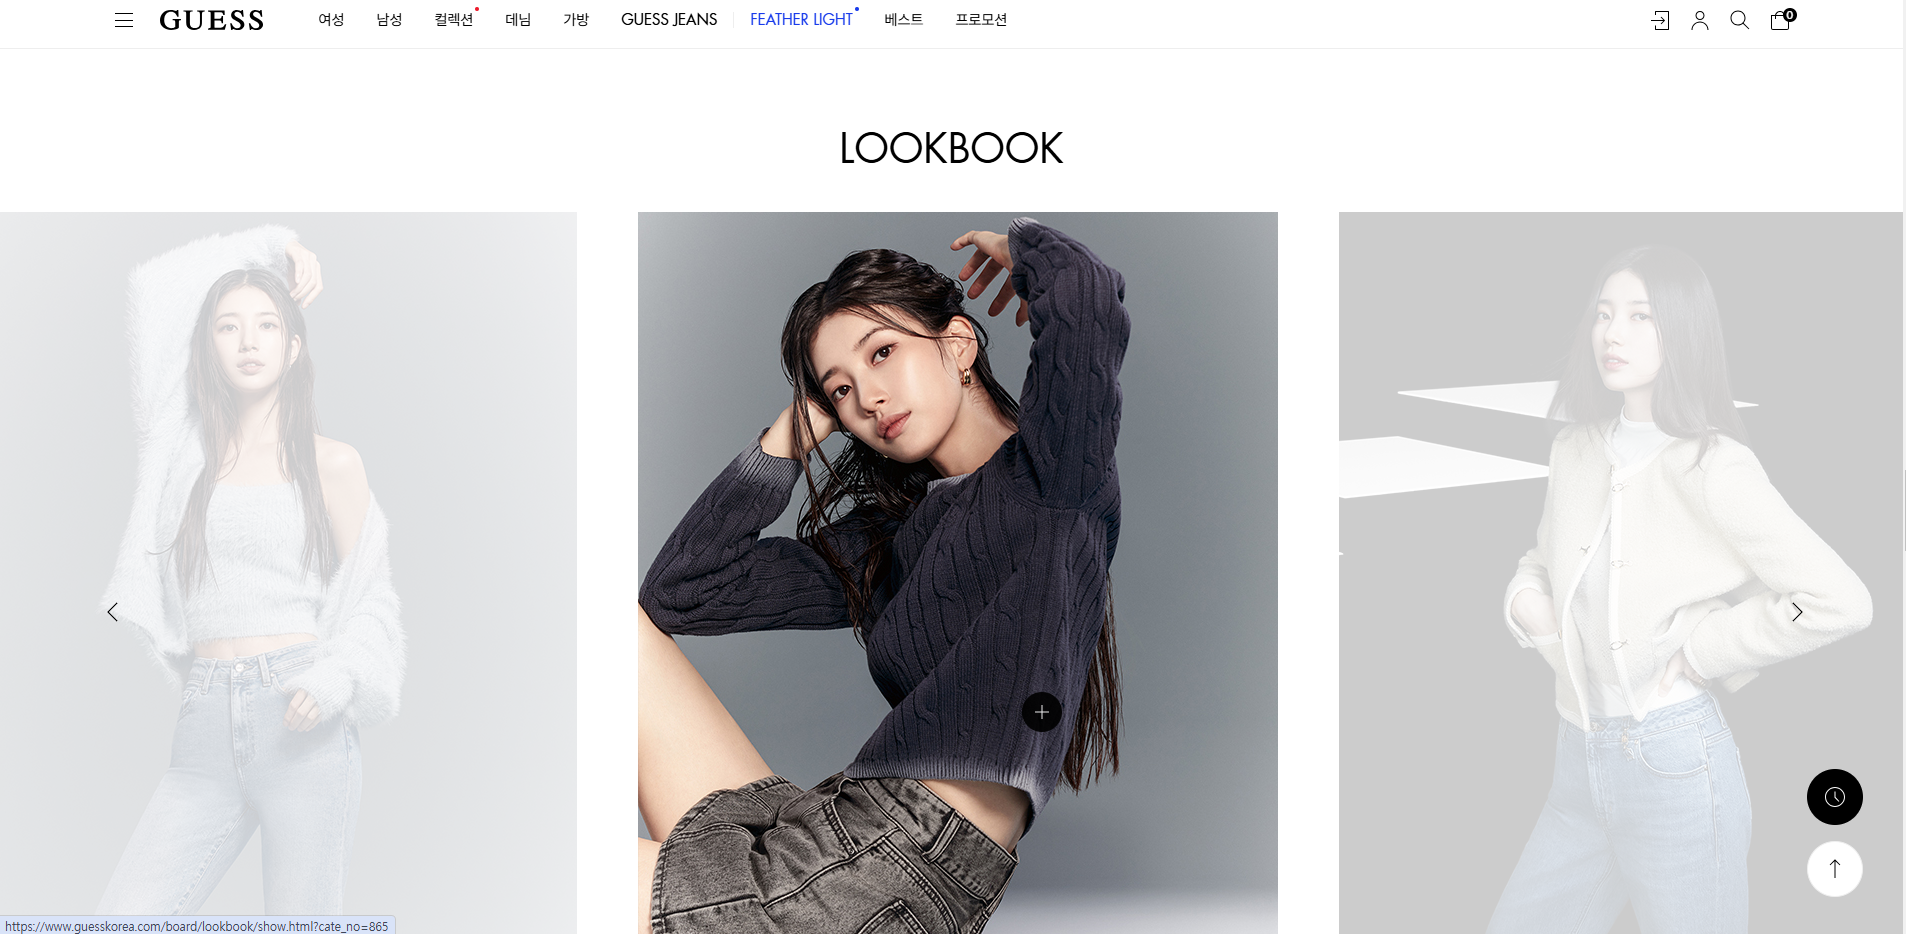 GUESS 여성 남성 컬렉션 데님 가방 GUESS JEANS FEATHER LIGHT 베스트 프로모션 0
LOOKBOOK
https://www.guesskorea.com/board/lookbook/show.html?cate_no=865